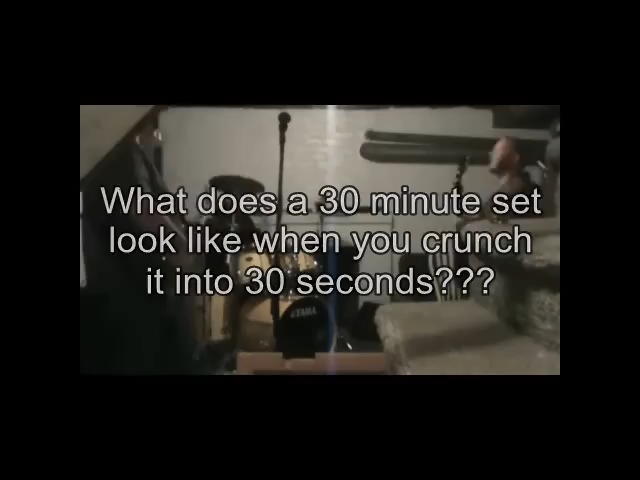 What does a 30 minute set
look like when you crunch
it into 30 seconds???
TAMA